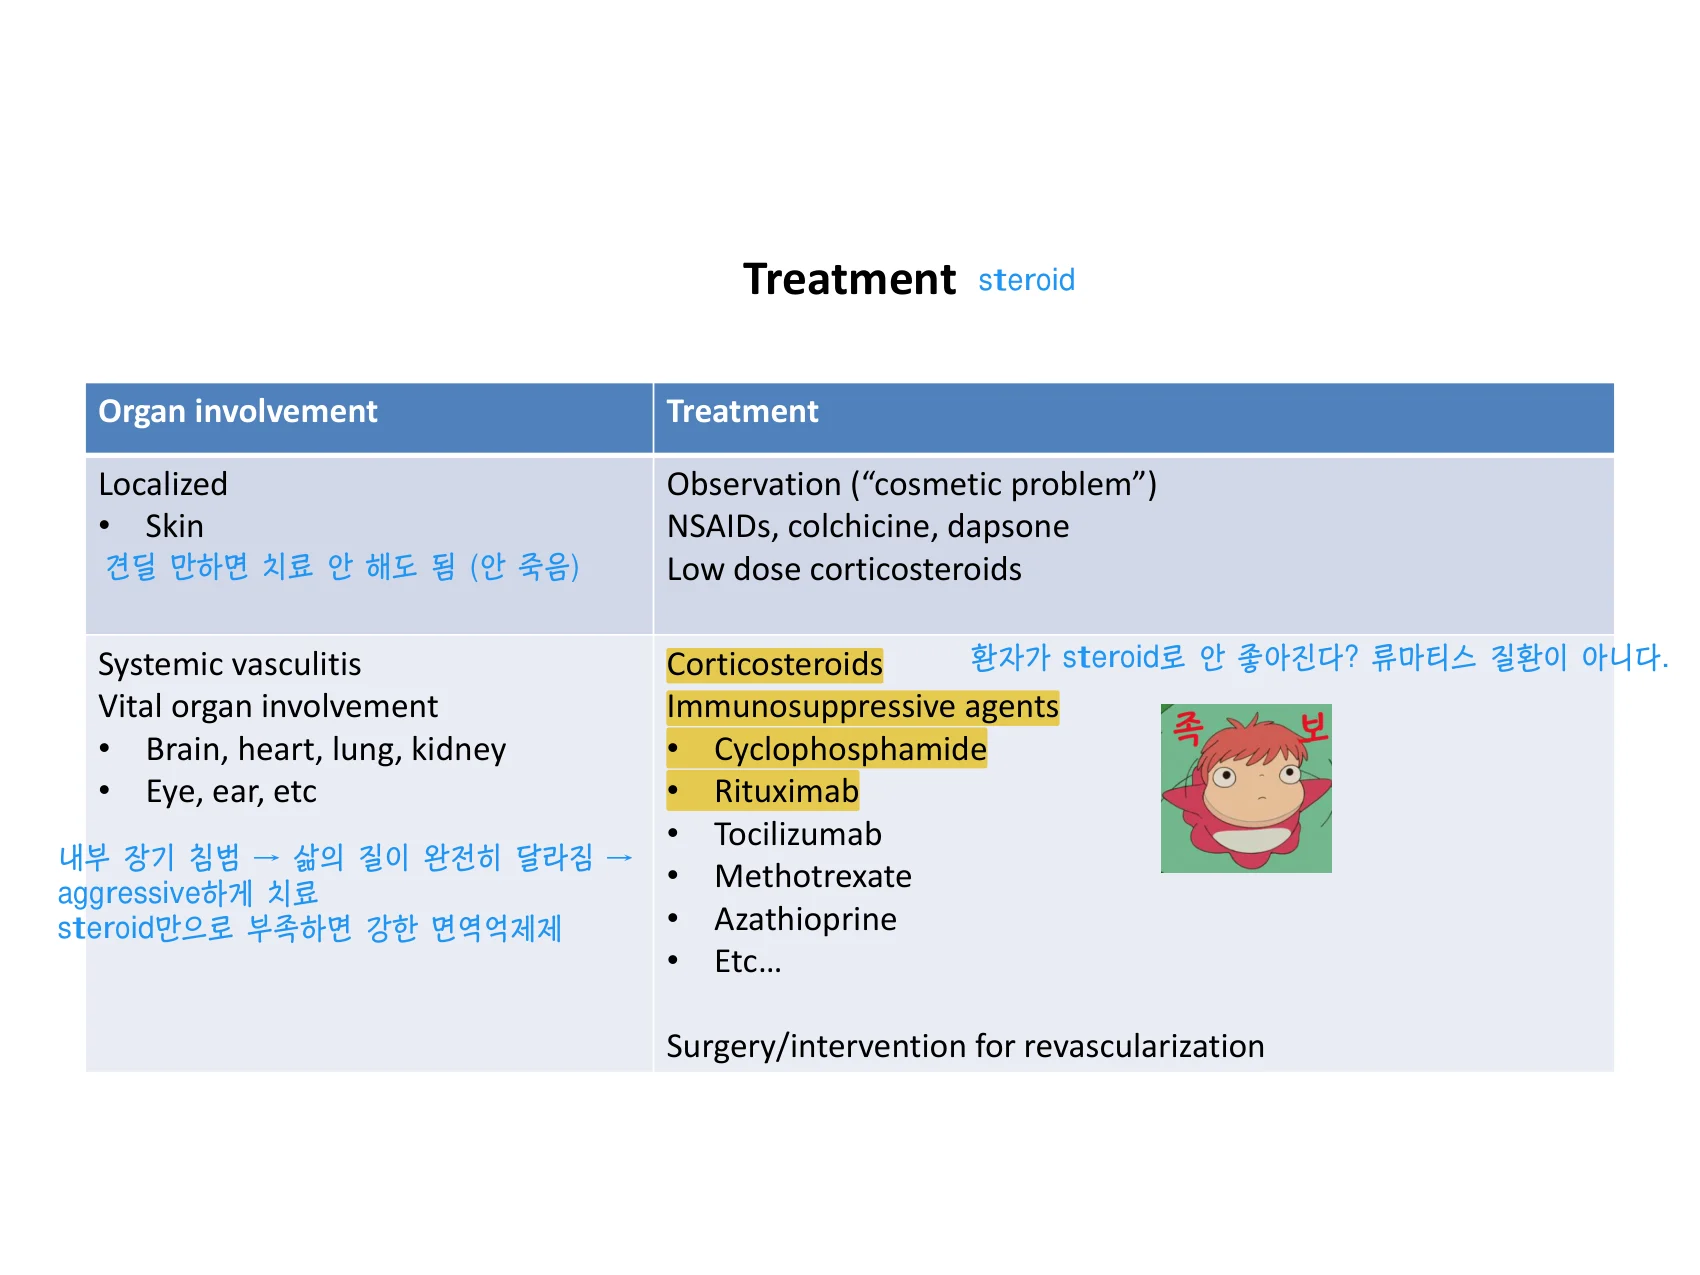 Treatment steroid
Organ involvement
Treatment
Localized
• Skin
견딜 만하면 치료 안 해도 됨 (안 죽음)
Observation (“cosmetic problem”)
NSAIDs, colchicine, dapsone
Low dose corticosteroids
Systemic vasculitis
Vital organ involvement
• Brain, heart, lung, kidney
• Eye, ear, etc
내부 장기 침범 → 삶의 질이 완전히 달라짐 →
aggressive하게 치료
steroid만으로 부족하면 강한 면역억제제
Corticosteroids
환자가 steroid로 안 좋아진다? 류마티스 질환이 아니다.
Immunosuppressive agents
• Cyclophosphamide
• Rituximab
• Tocilizumab
• Methotrexate
• Azathioprine
• Etc…
족 보
Surgery/intervention for revascularization